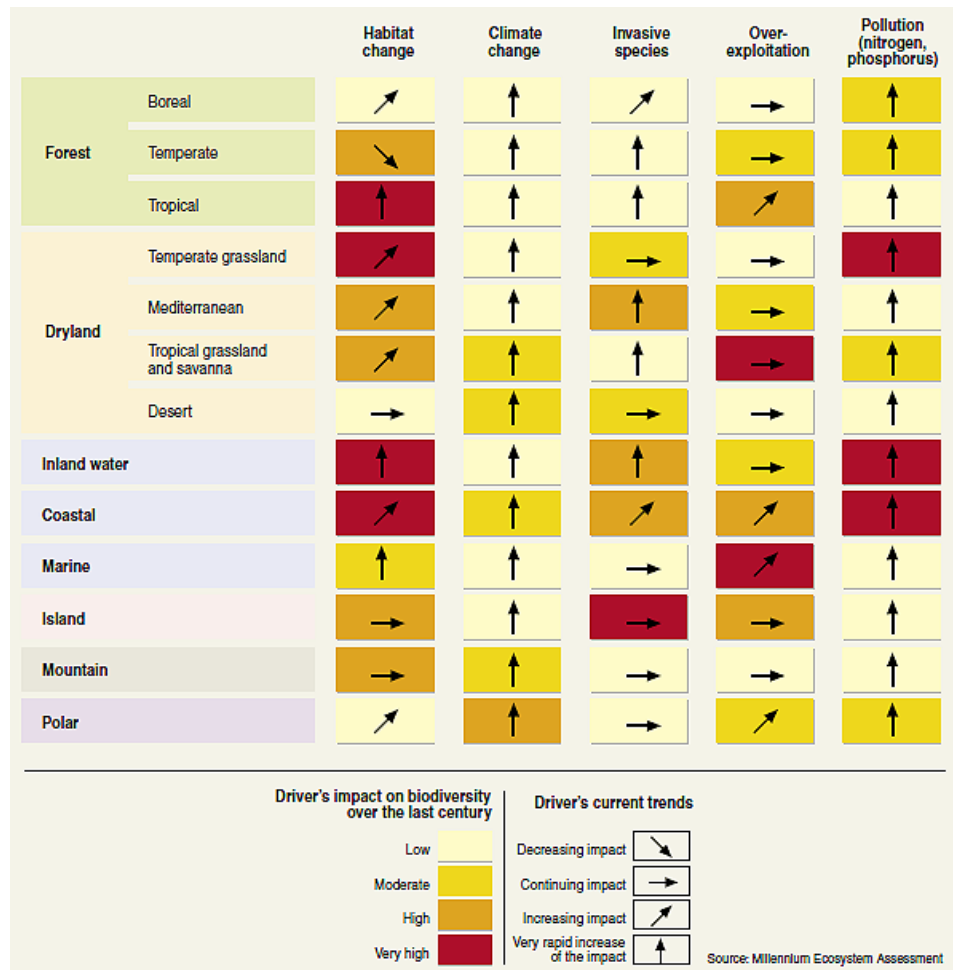 Habitat
change
Climate
change
Invasive
species
Over-
exploitation
Pollution
(nitrogen,
phosphorus)
Forest
Boreal
Temperate
Tropical
Dryland
Temperate grassland
Mediterranean
Tropical grassland
and savanna
Desert
Inland water
Coastal
Marine
Island
Mountain
Polar
Driver's impact on biodiversity
over the last century
Low
Moderate
High
Very high
Driver's current trends
Decreasing impact
Continuing impact
Increasing impact
Very rapid increase
of the impact
Source: Millennium Ecosystem Assessment